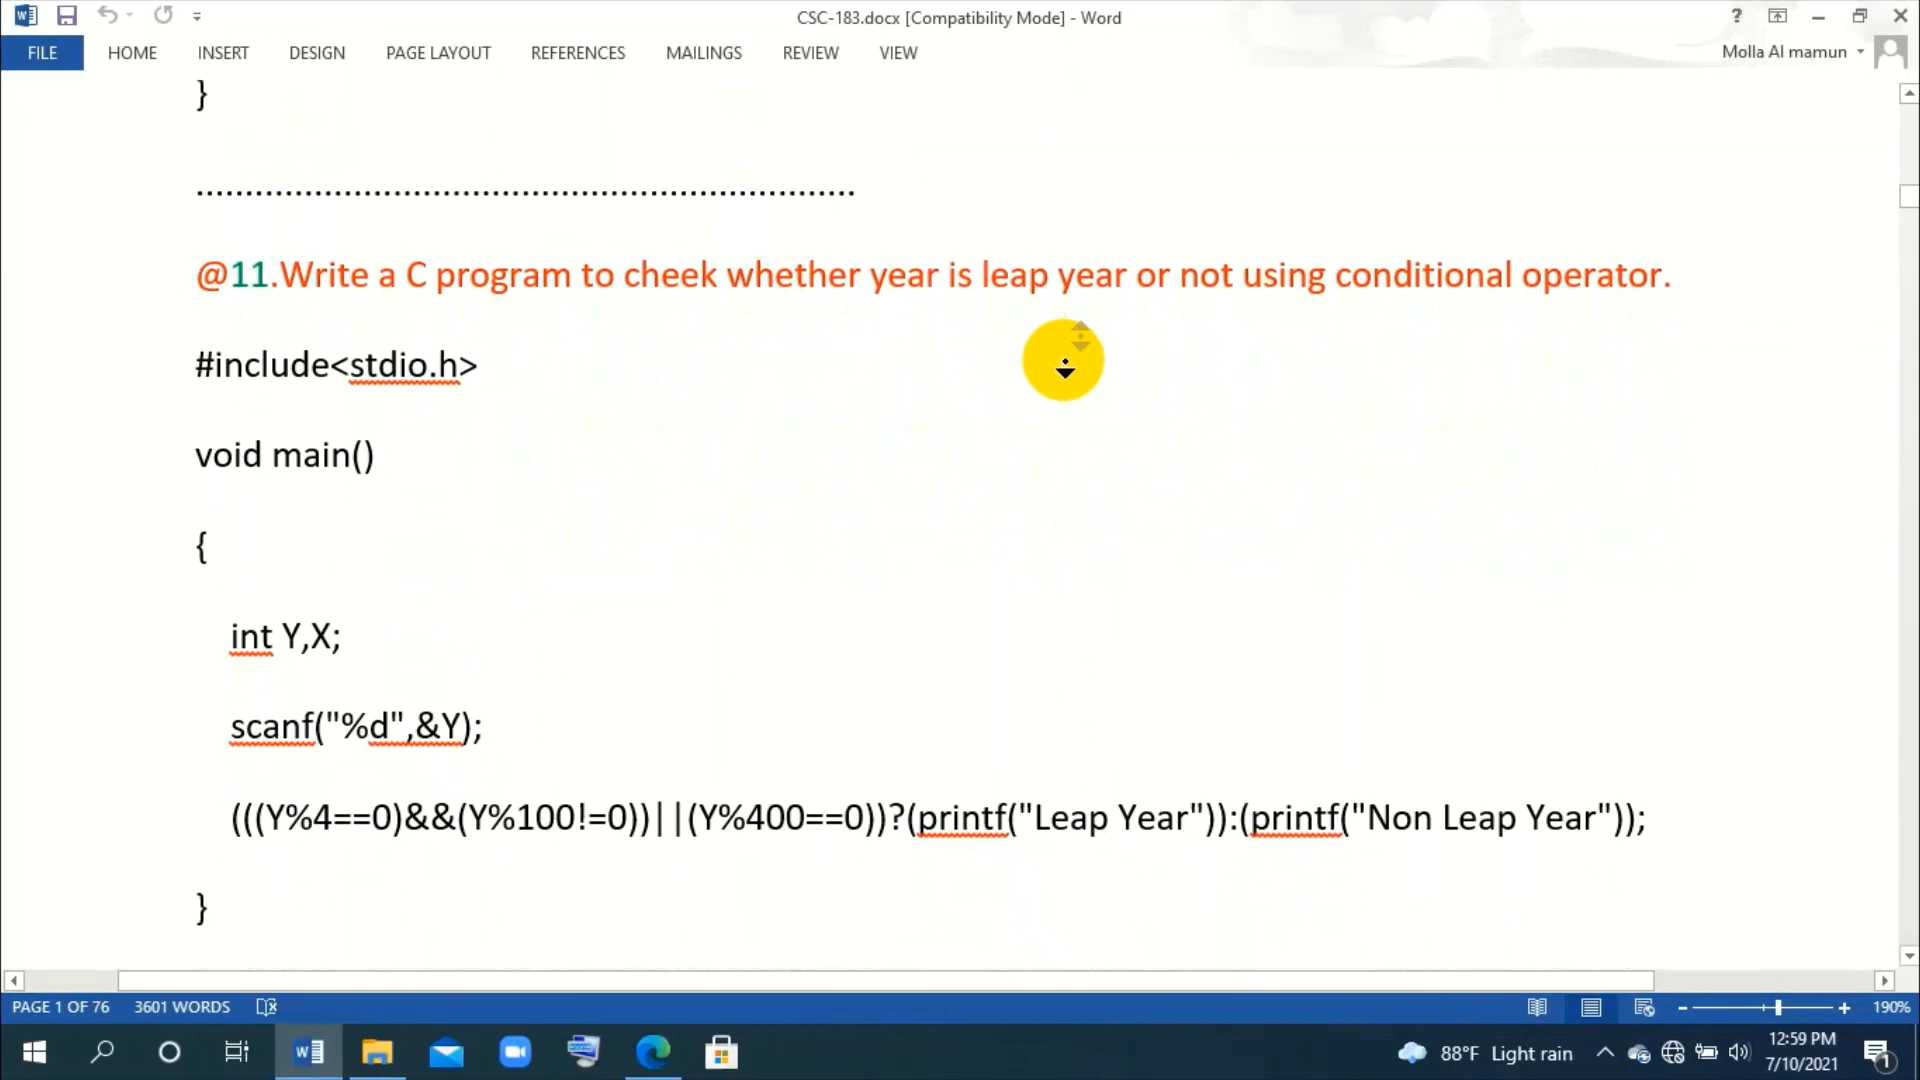 CSC-183.docx [Compatibility Mode] - Word
?
FILE HOME INSERT DESIGN PAGE LAYOUT REFERENCES MAILINGS REVIEW VIEW
Molla Al mamun
}
..................................................................
@11.Write a C program to cheek whether year is leap year or not using conditional operator.
#include<stdio.h>
void main()
{
int Y,X;
scanf("%d",&Y);
(((Y%4==0)&&(Y%100!=0))||(Y%400==0))?(printf("Leap Year")):(printf("Non Leap Year"));
}
PAGE 1 OF 76 3601 WORDS
190%
88°F Light rain
12:59 PM
7/10/2021
1